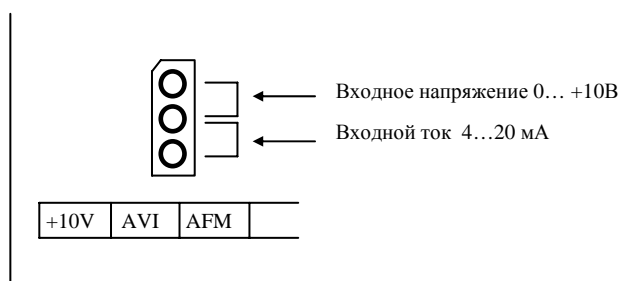 Входное напряжение 0… +10В
Входной ток 4…20 мА
+10V AVI AFM